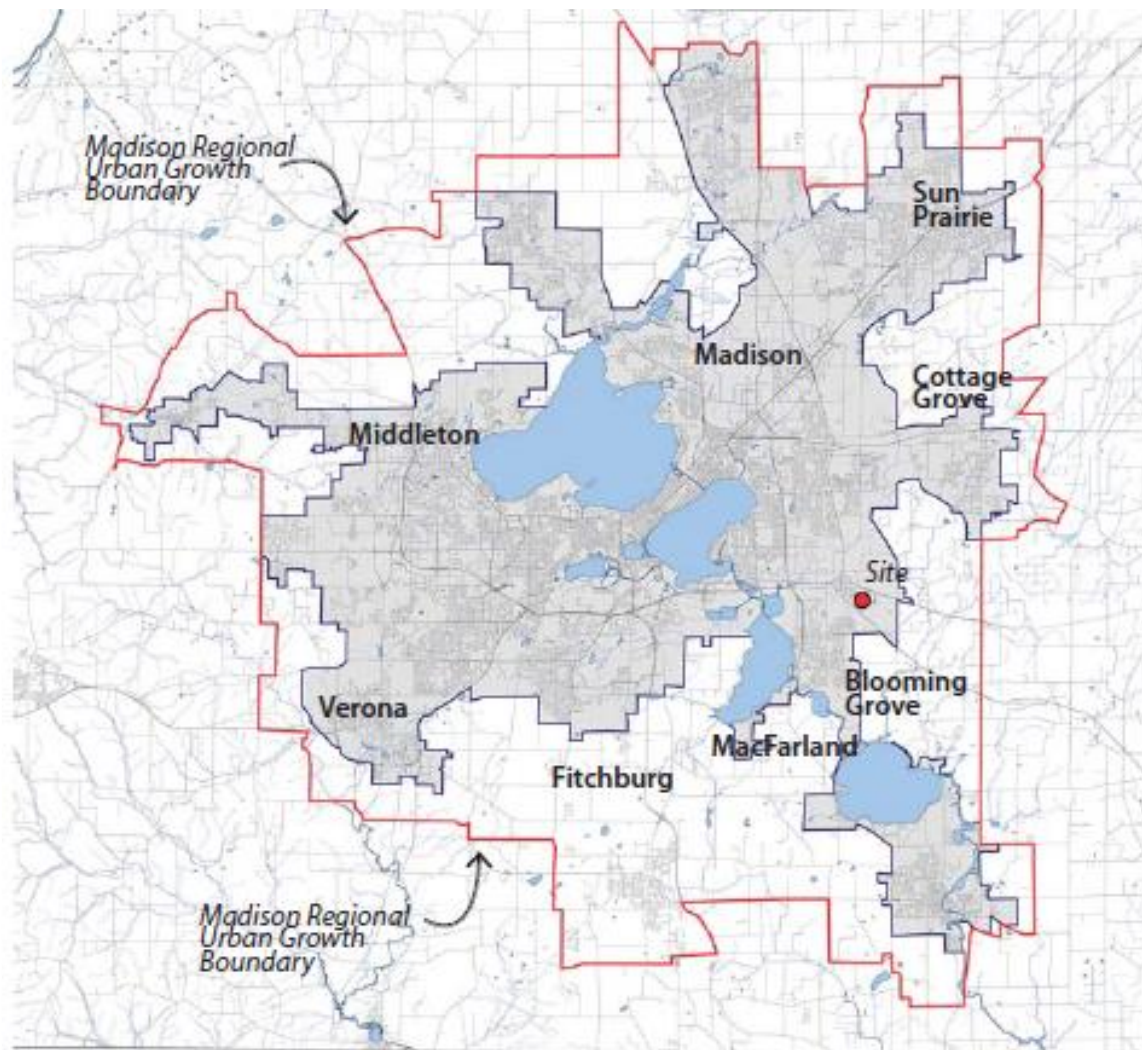 Madison Regional
Urban Growth
Boundary
Sun
Prairie
Madison
Cottage
Grove
Middleton
Site
Blooming
Grove
Verona
MacFarland
Fitchburg
Madison Regional
Urban Growth
Boundary